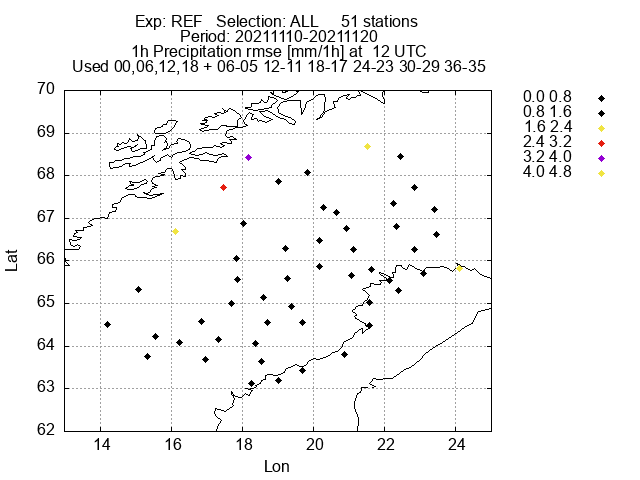 Exp: REF Selection: ALL 51 stations
Period: 20211110-20211120
1h Precipitation rmse [mm/1h] at 12 UTC
Used 00,06,12,18 + 06-05 12-11 18-17 24-23 30-29 36-35
70
69
68
67
66
65
64
63
62
Lat
14 16 18 20 22 24
Lon
0.0 0.8
0.8 1.6
1.6 2.4
2.4 3.2
3.2 4.0
4.0 4.8